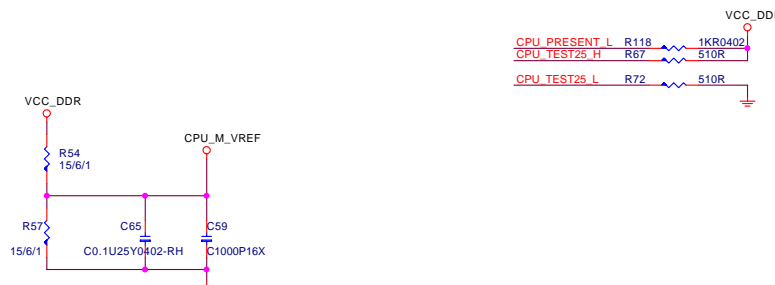 VCC_DD
CPU_PRESENT_L R118 1KR0402
CPU_TEST25_H R67 510R
CPU_TEST25_L R72 510R
VCC_DDR
CPU_M_VREF
R54
15/6/1
R57 C65 C59
15/6/1 C0.1U25Y0402-RH C1000P16X